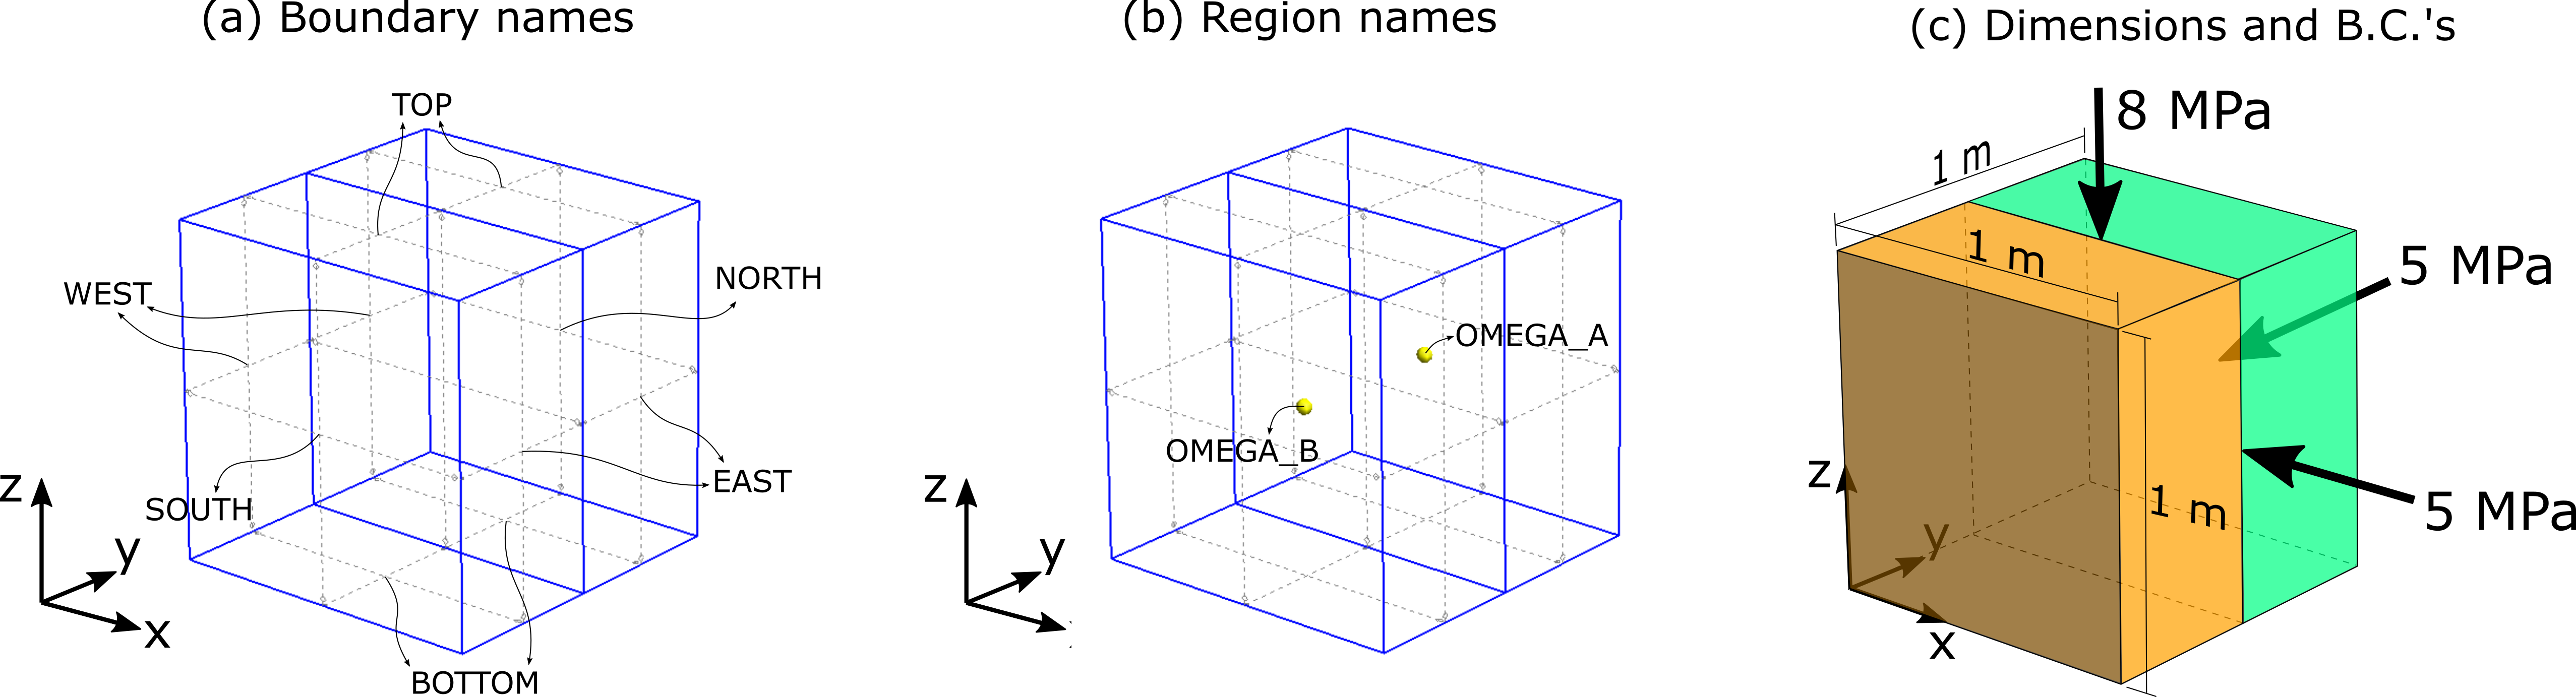 (a) Boundary names
TOP
WEST
NORTH
SOUTH
EAST
BOTTOM
z
y
x
(b) Region names
OMEGA_A
OMEGA_B
z
y
(c) Dimensions and B.C.'s
8 MPa
1 m
1 m
5 MPa
1 m
5 MPa
z
y
x